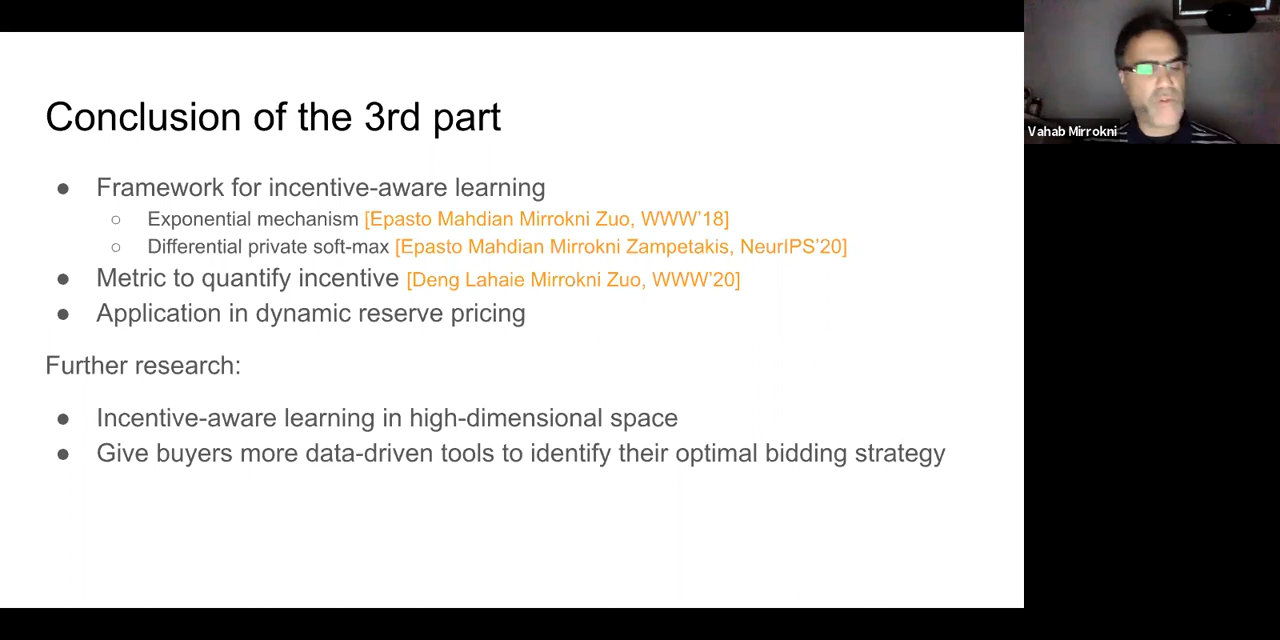 Conclusion of the 3rd part
● Framework for incentive-aware learning
○ Exponential mechanism [Epasto Mahdian Mirrokni Zuo, WWW'18]
○ Differential private soft-max [Epasto Mahdian Mirrokni Zampetakis, NeurIPS'20]
● Metric to quantify incentive [Deng Lahaie Mirrokni Zuo, WWW'20]
● Application in dynamic reserve pricing
Further research:
● Incentive-aware learning in high-dimensional space
● Give buyers more data-driven tools to identify their optimal bidding strategy
Vahab Mirrokni